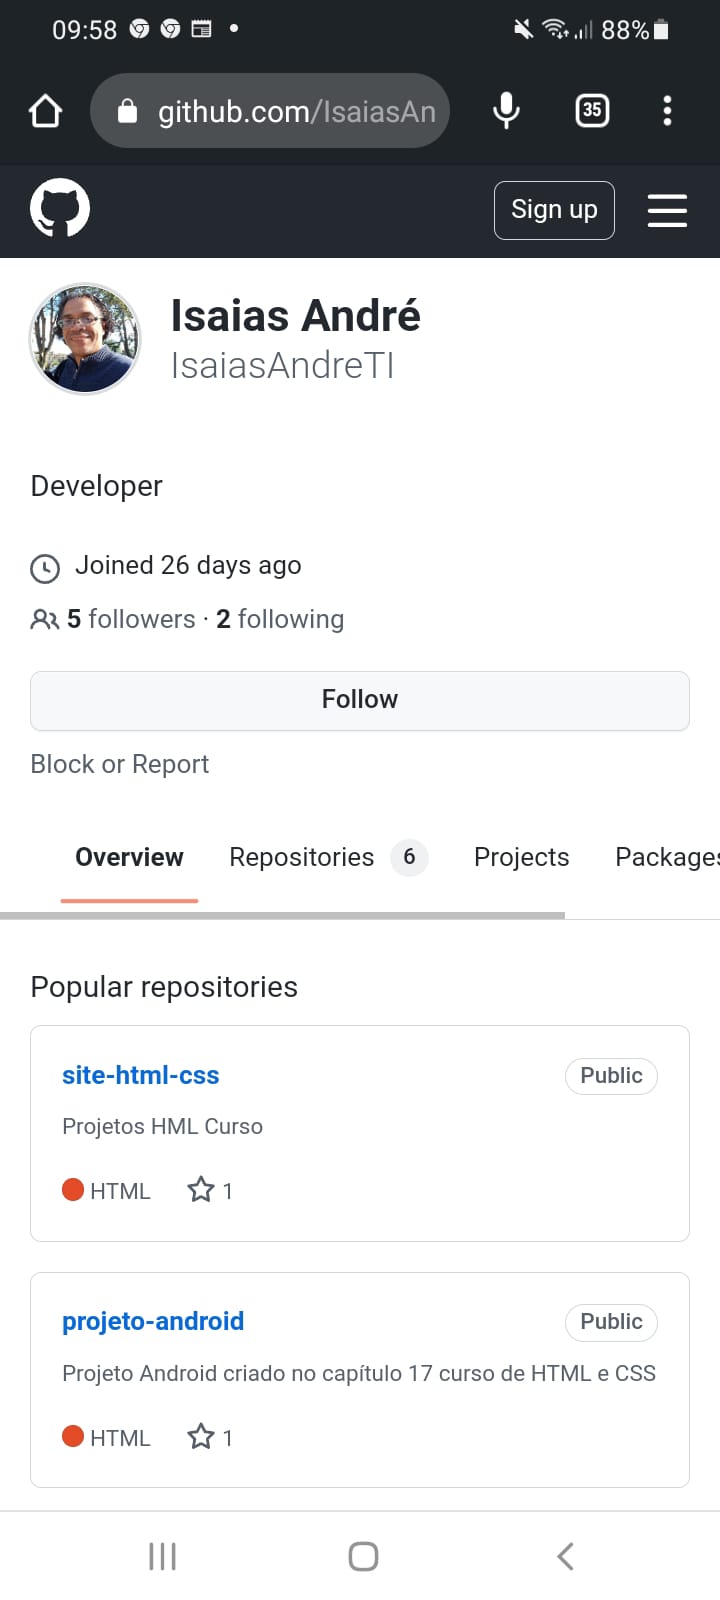 09:58
88%
github.com/IsaiasAn
35
Sign up
Isaias André
IsaiasAndreTI
Developer
Joined 26 days ago
5 followers · 2 following
Follow
Block or Report
Overview Repositories 6 Projects Packages
Popular repositories
site-html-css Public
Projetos HML Curso
HTML 1
projeto-android Public
Projeto Android criado no capítulo 17 curso de HTML e CSS
HTML 1